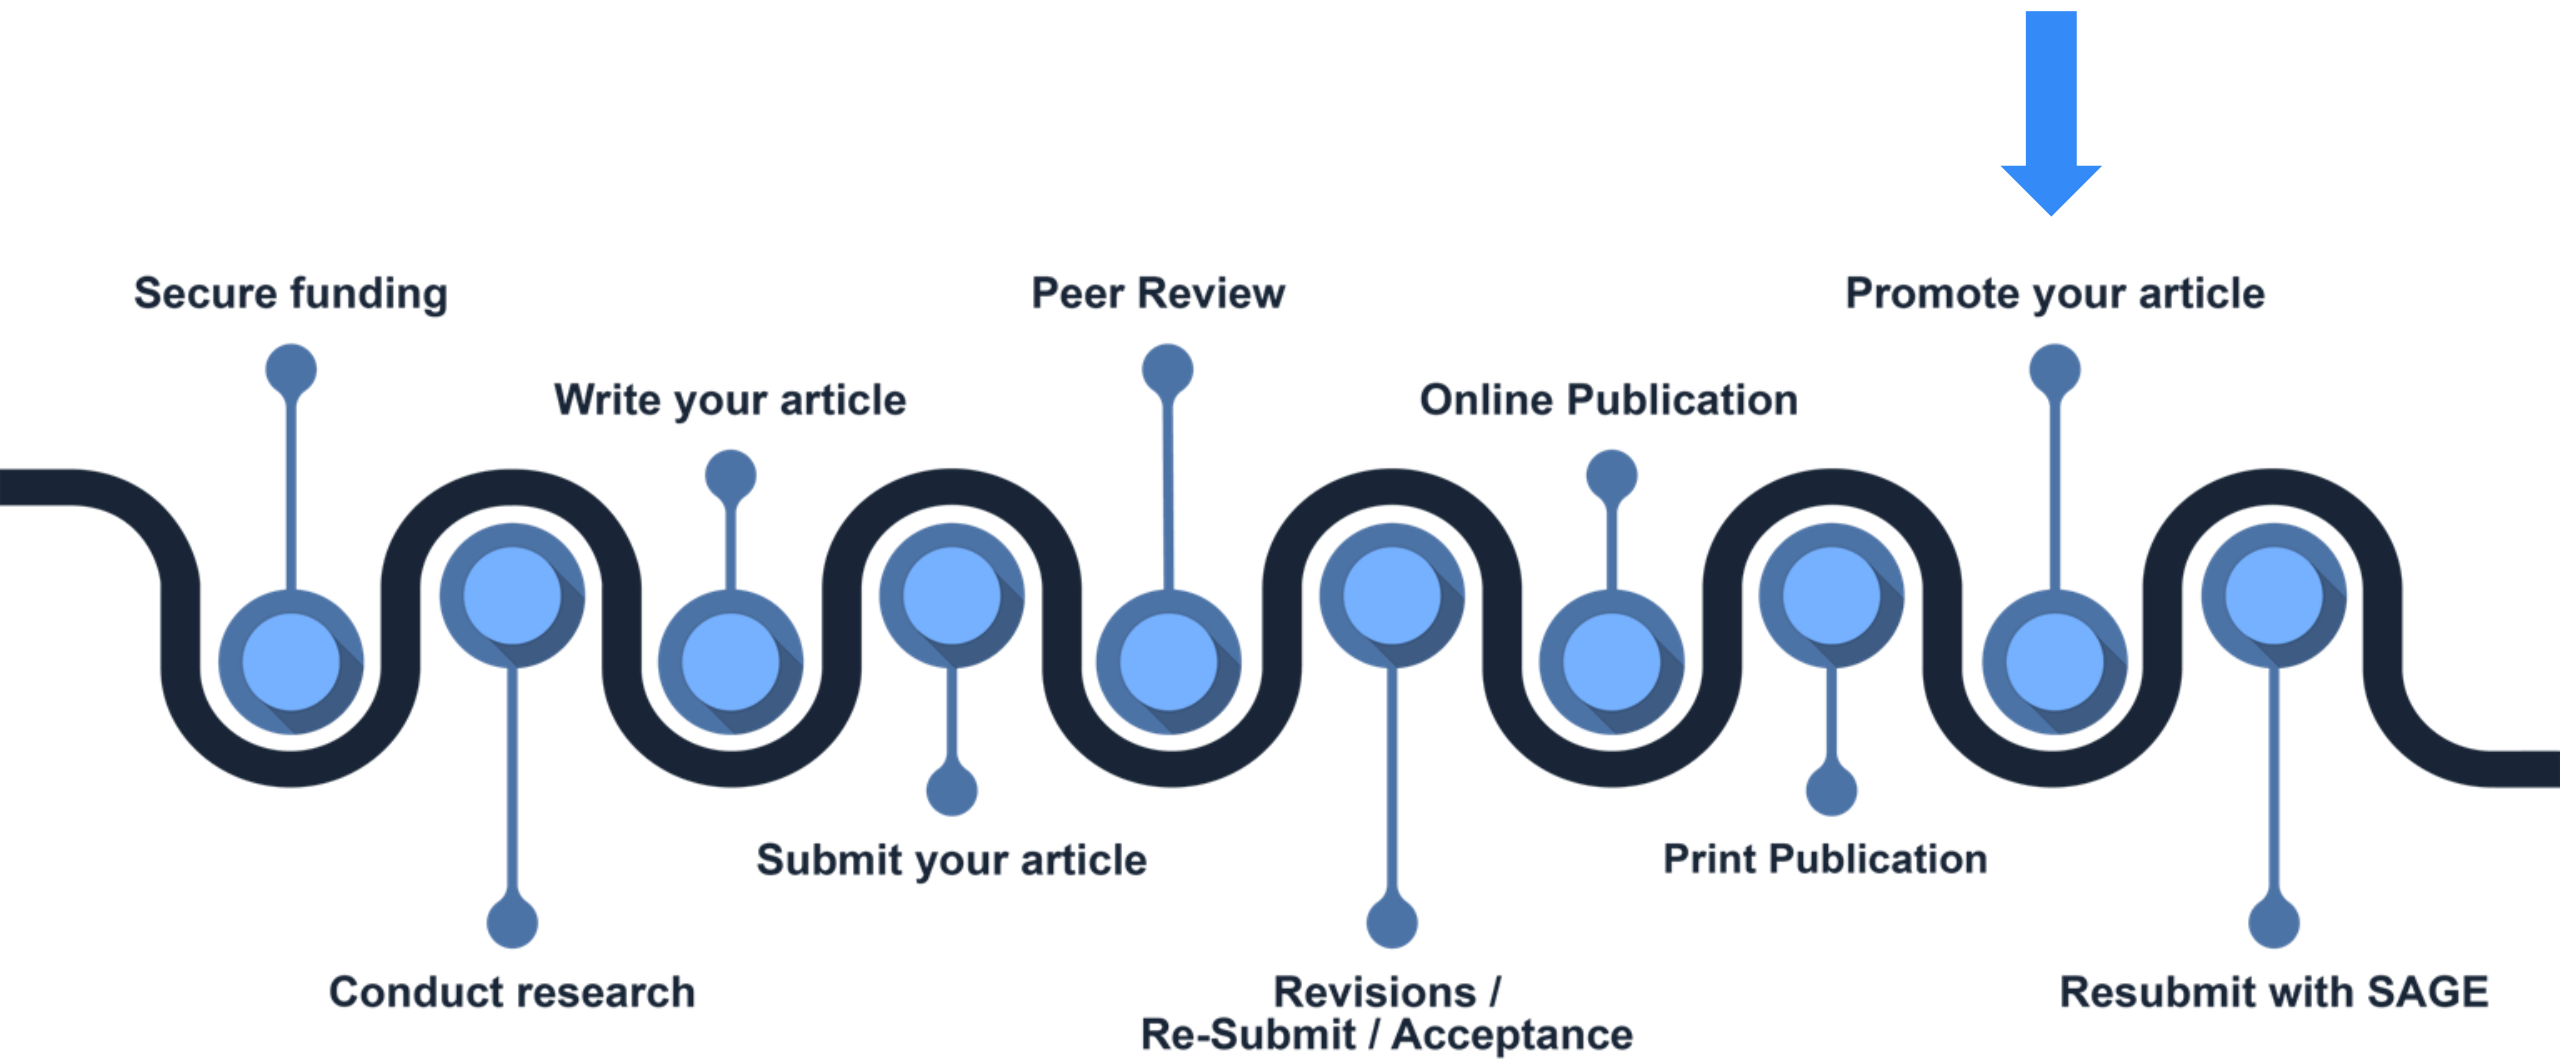 Secure funding
Conduct research
Write your article
Submit your article
Peer Review
Revisions /
Re-Submit / Acceptance
Online Publication
Print Publication
Promote your article
Resubmit with SAGE